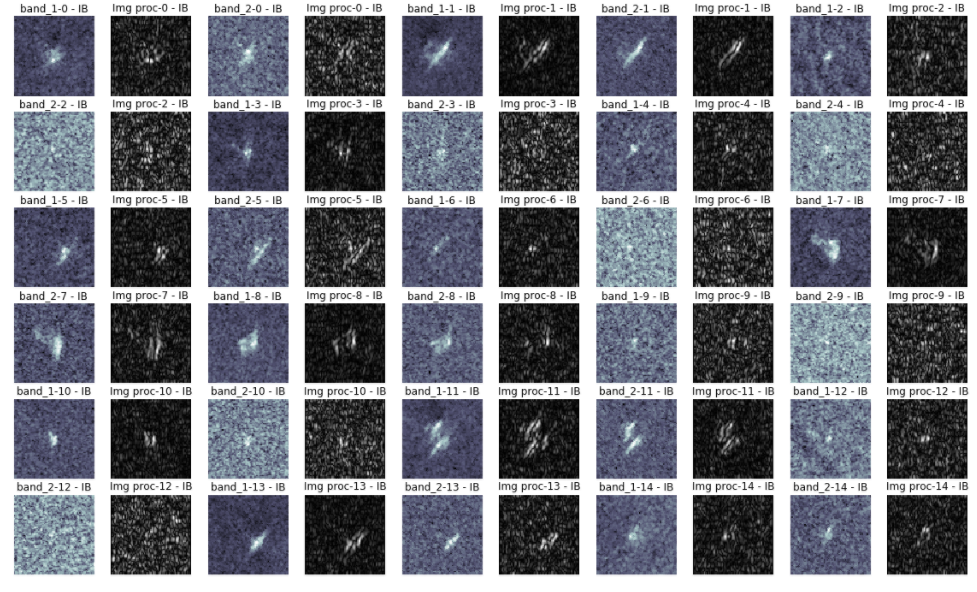 band_1-0 - IB Img proc-0 - IB band_2-0 - IB Img proc-0 - IB band_1-1 - IB Img proc-1 - IB band_2-1 - IB Img proc-1 - IB band_1-2 - IB Img proc-2 - IB
band_2-2 - IB Img proc-2 - IB band_1-3 - IB Img proc-3 - IB band_2-3 - IB Img proc-3 - IB band_1-4 - IB Img proc-4 - IB band_2-4 - IB Img proc-4 - IB
band_1-5 - IB Img proc-5 - IB band_2-5 - IB Img proc-5 - IB band_1-6 - IB Img proc-6 - IB band_2-6 - IB Img proc-6 - IB band_1-7 - IB Img proc-7 - IB
band_2-7 - IB Img proc-7 - IB band_1-8 - IB Img proc-8 - IB band_2-8 - IB Img proc-8 - IB band_1-9 - IB Img proc-9 - IB band_2-9 - IB Img proc-9 - IB
band_1-10 - IB Img proc-10 - IB band_2-10 - IB Img proc-10 - IB band_1-11 - IB Img proc-11 - IB band_2-11 - IB Img proc-11 - IB band_1-12 - IB Img proc-12 - IB
band_2-12 - IB Img proc-12 - IB band_1-13 - IB Img proc-13 - IB band_2-13 - IB Img proc-13 - IB band_1-14 - IB Img proc-14 - IB band_2-14 - IB Img proc-14 - IB